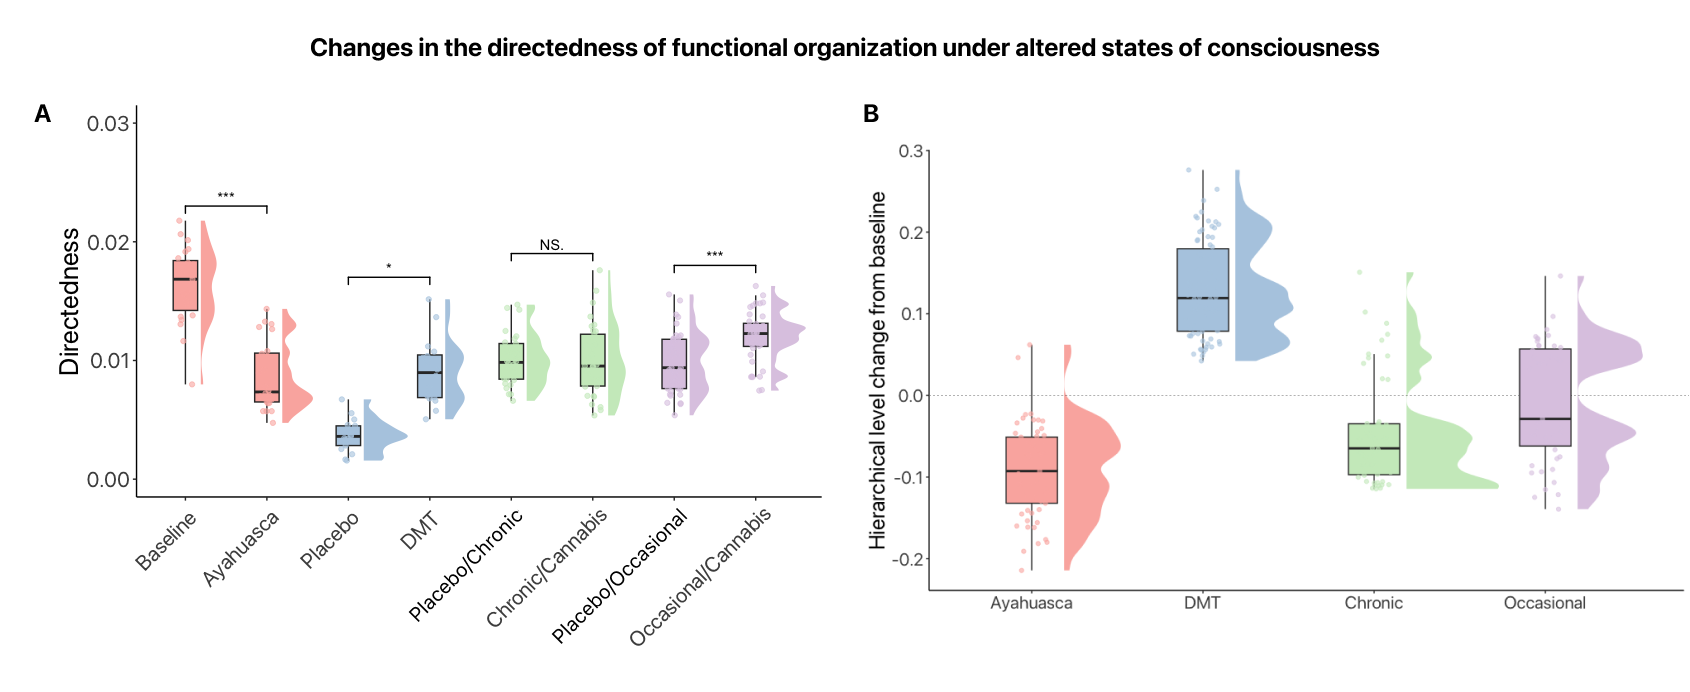 Changes in the directedness of functional organization under altered states of consciousness
A
Directedness
0.03
0.02
0.01
0.00
***
*
NS.
***
Baseline
Ayahuasca
Placebo
DMT
Placebo/Chronic
Chronic/Cannabis
Placebo/Occasional
Occasional/Cannabis
B
Hierarchical level change from baseline
0.3
0.2
0.1
0.0
-0.1
-0.2
Ayahuasca
DMT
Chronic
Occasional